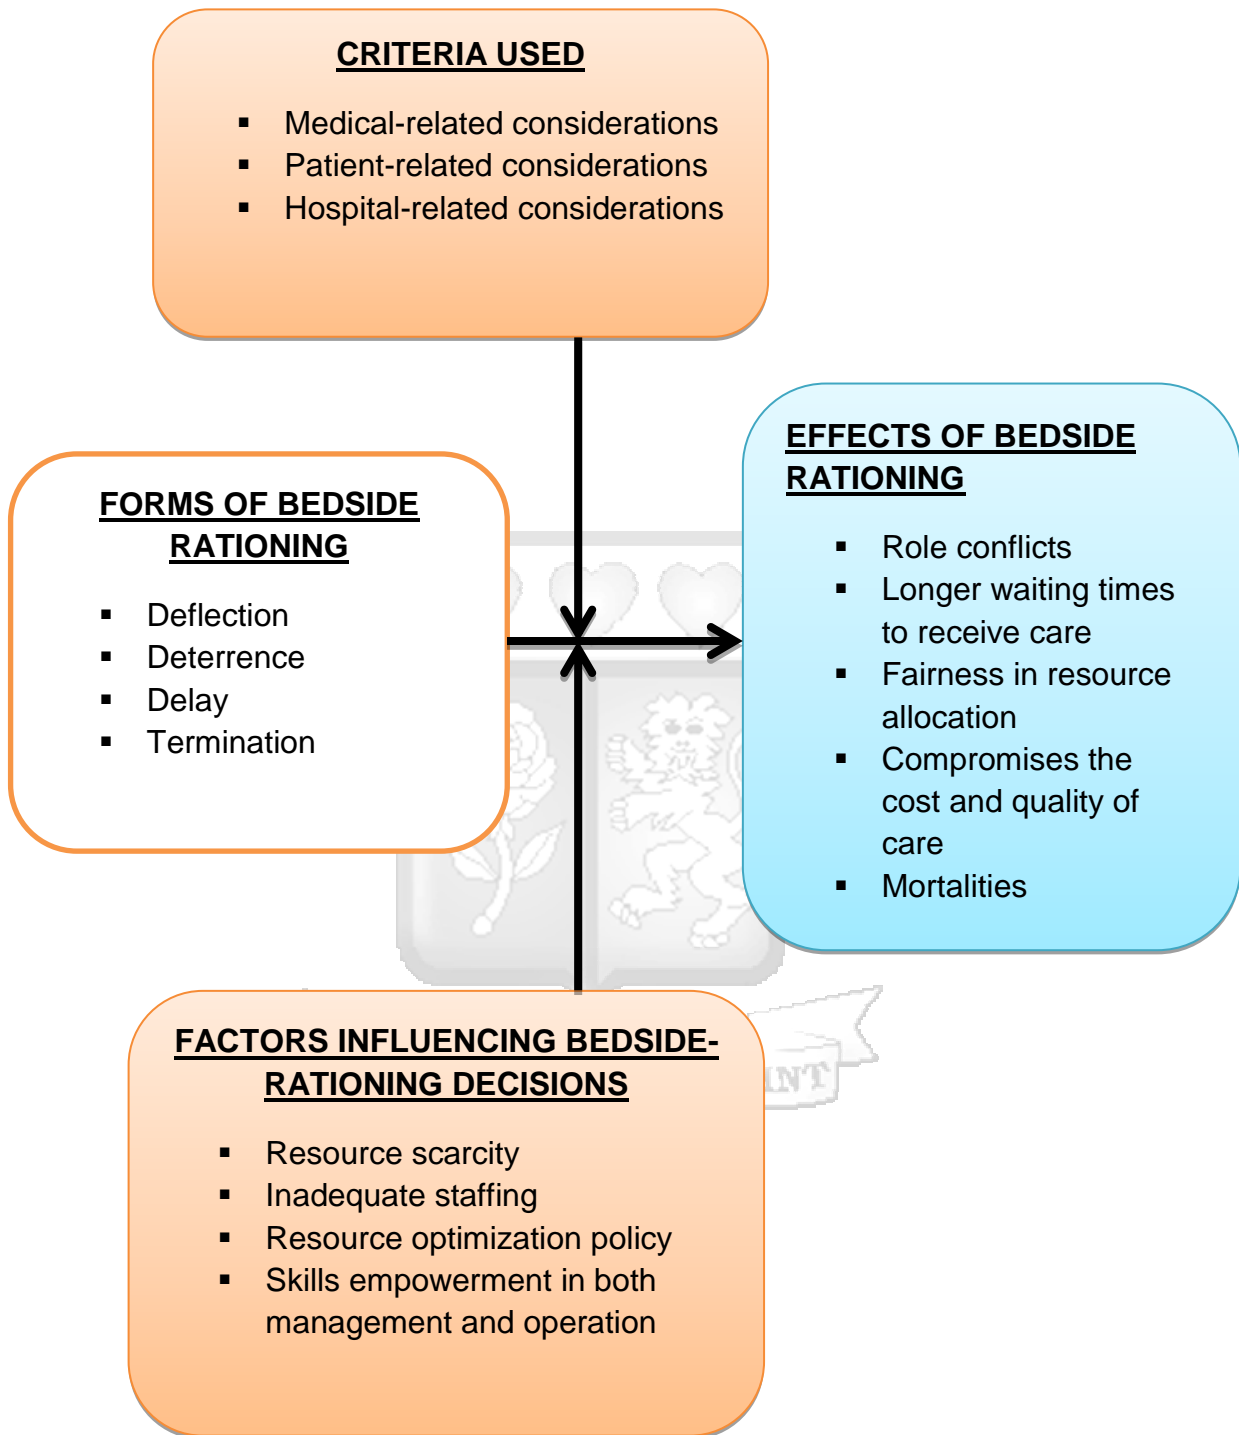 CRITERIA USED
▪ Medical-related considerations
▪ Patient-related considerations
▪ Hospital-related considerations
FORMS OF BEDSIDE
RATIONING
▪ Deflection
▪ Deterrence
▪ Delay
▪ Termination
EFFECTS OF BEDSIDE
RATIONING
▪ Role conflicts
▪ Longer waiting times
to receive care
▪ Fairness in resource
allocation
▪ Compromises the
cost and quality of
care
▪ Mortalities
FACTORS INFLUENCING BEDSIDE-
RATIONING DECISIONS
▪ Resource scarcity
▪ Inadequate staffing
▪ Resource optimization policy
▪ Skills empowerment in both
management and operation